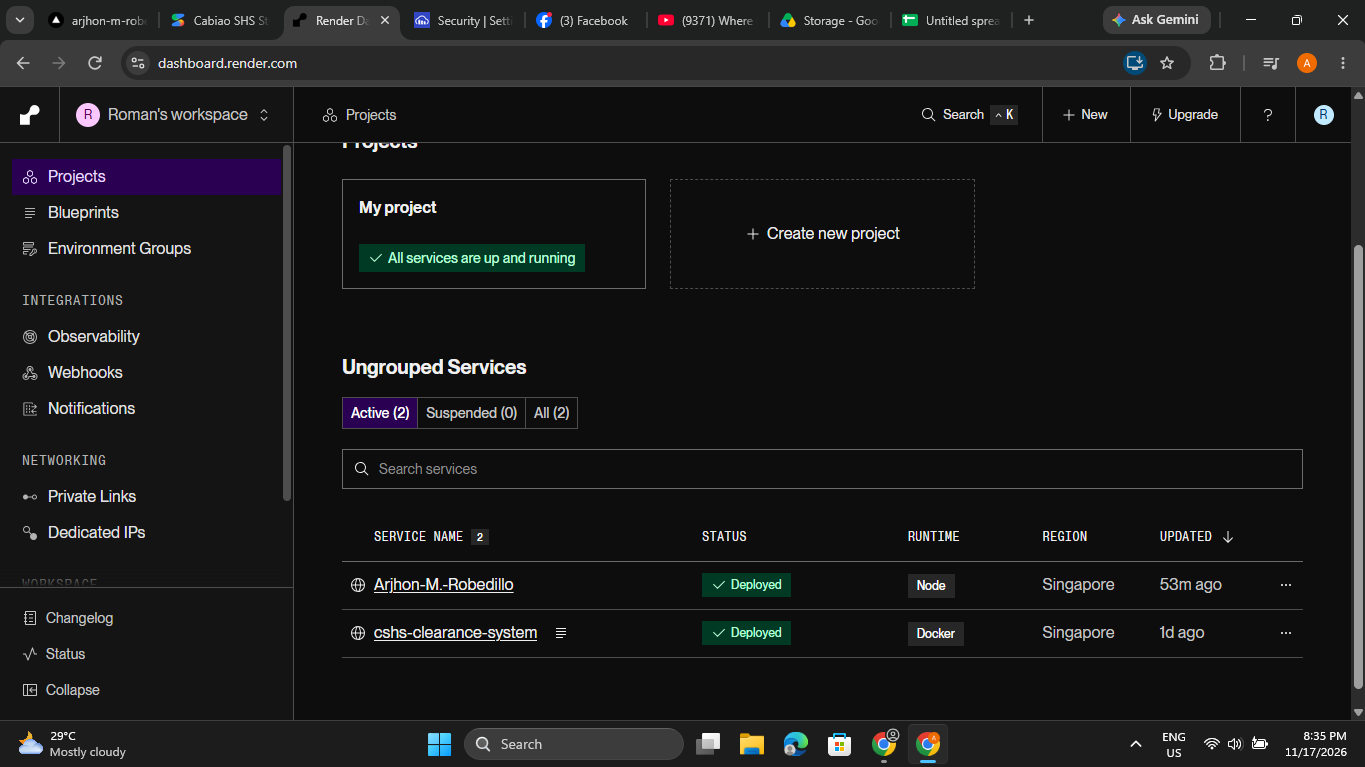 arjhon-m-rob
Cabiao SHS St
Render Da
Security | Sett
(3) Facebook
(9371) Where
Storage - Goo
Untitled sprea
Ask Gemini
dashboard.render.com
A
R
Roman's workspace
Projects
Search
K
New
Upgrade
?
R
Projects
Blueprints
Environment Groups
INTEGRATIONS
Observability
Webhooks
Notifications
NETWORKING
Private Links
Dedicated IPs
WORKSPACE
Changelog
Status
Collapse
Projects
My project
All services are up and running
Create new project
Ungrouped Services
Active (2)
Suspended (0)
All (2)
Search services
SERVICE NAME 2 STATUS RUNTIME REGION UPDATED
Arjhon-M.-Robedillo Deployed Node Singapore 53m ago
cshs-clearance-system Deployed Docker Singapore 1d ago
29°C
Mostly cloudy
Search
ENG
US
8:35 PM
11/17/2026